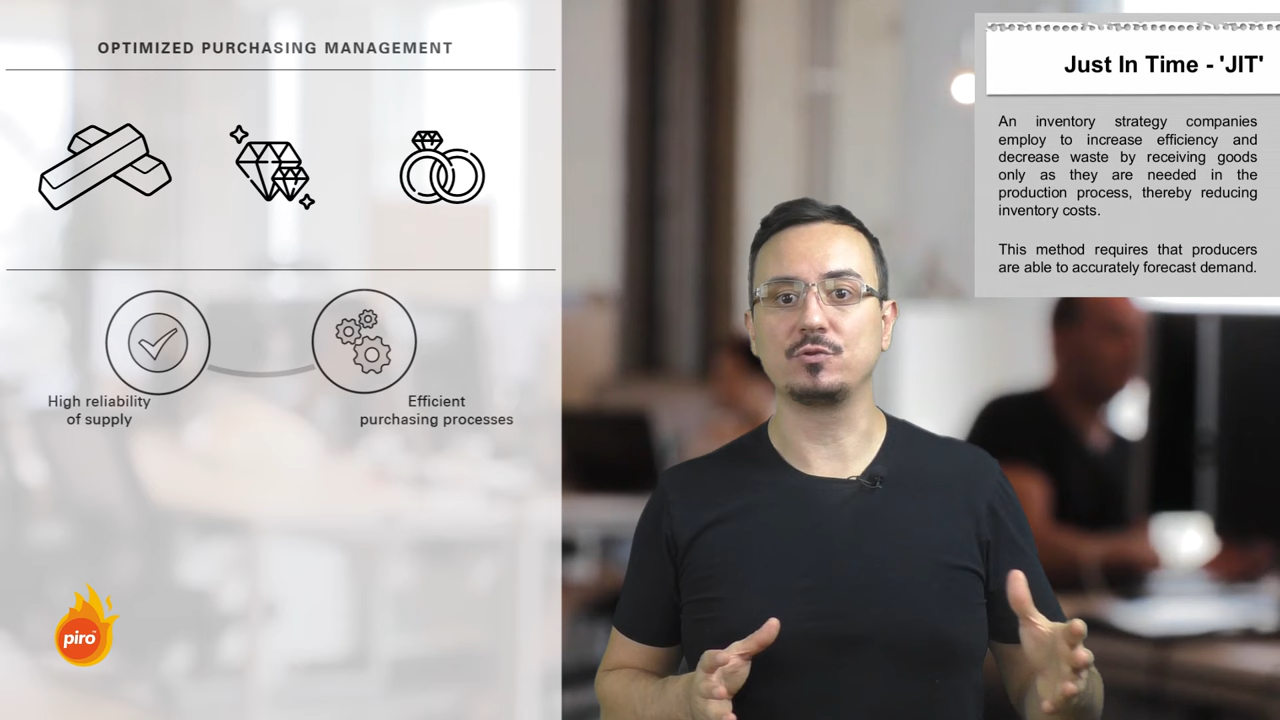 OPTIMIZED PURCHASING MANAGEMENT
High reliability
of supply
Efficient
purchasing processes
piro
Just In Time - 'JIT'
An inventory strategy companies
employ to increase efficiency and
decrease waste by receiving goods
only as they are needed in the
production process, thereby reducing
inventory costs.
This method requires that producers
are able to accurately forecast demand.